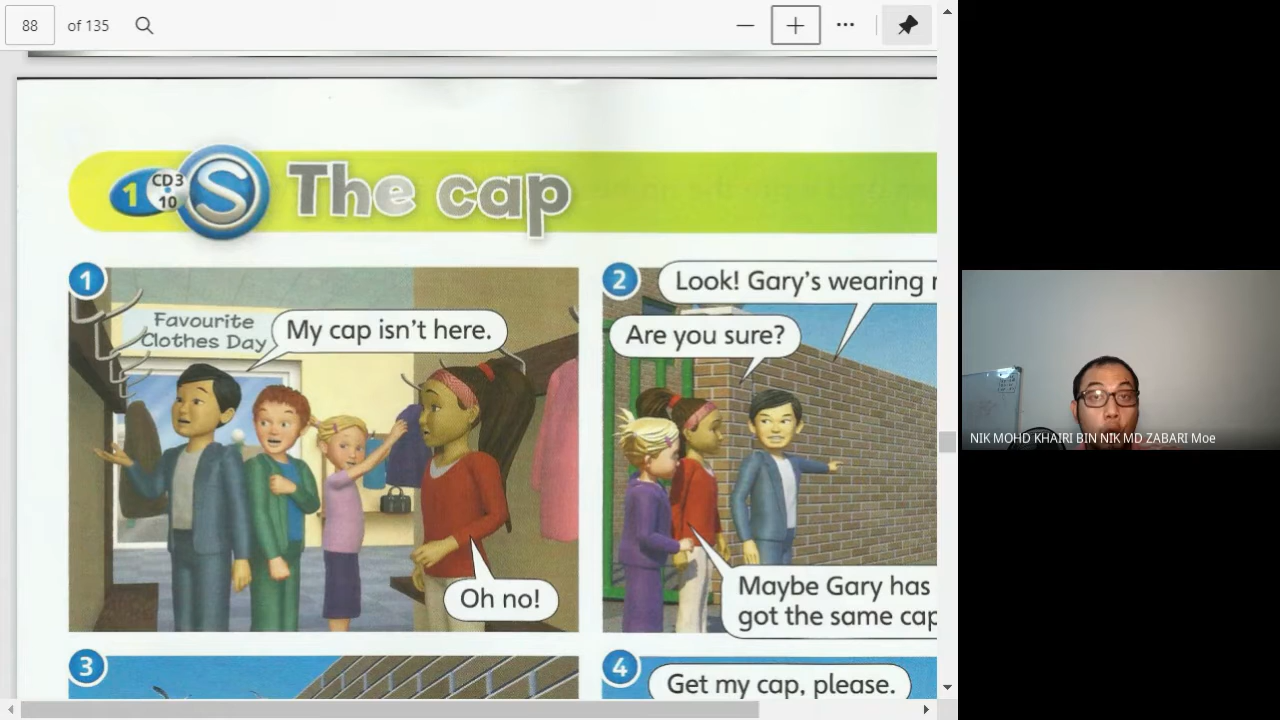 88 of 135
1 CD3 10 S The cap
1
Favourite
Clothes Day
My cap isn't here.
Oh no!
2
Look! Gary's wearing
Are you sure?
Maybe Gary has
got the same cap
3
4
Get my cap, please.
NIK MOHD KHAIRI BIN NIK MD ZABARI Moe